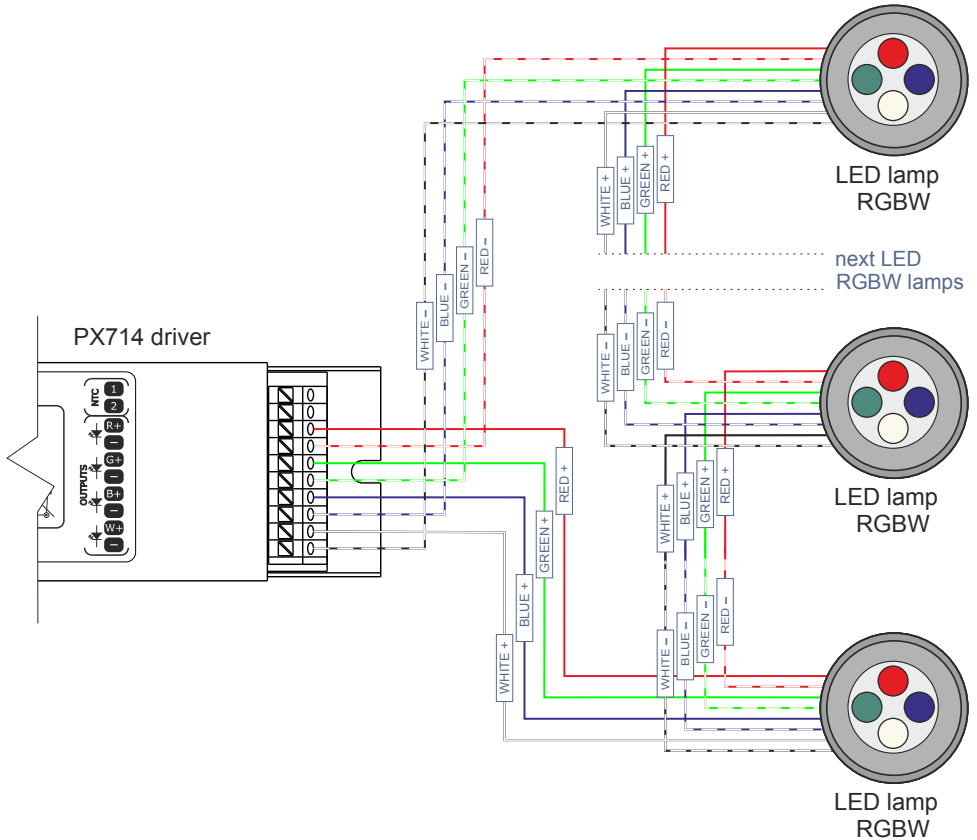 LED lamp
RGBW
WHITE +
BLUE +
GREEN +
RED +
next LED
RGBW lamps
WHITE –
BLUE –
GREEN –
RED –
WHITE –
BLUE –
GREEN –
RED –
PX714 driver
NTC
1
2
OUTPUTS
R+
–
G+
–
B+
–
W+
–
LED lamp
RGBW
RED +
GREEN +
BLUE +
WHITE +
WHITE +
BLUE +
GREEN +
RED +
WHITE –
BLUE –
GREEN –
RED –
LED lamp
RGBW